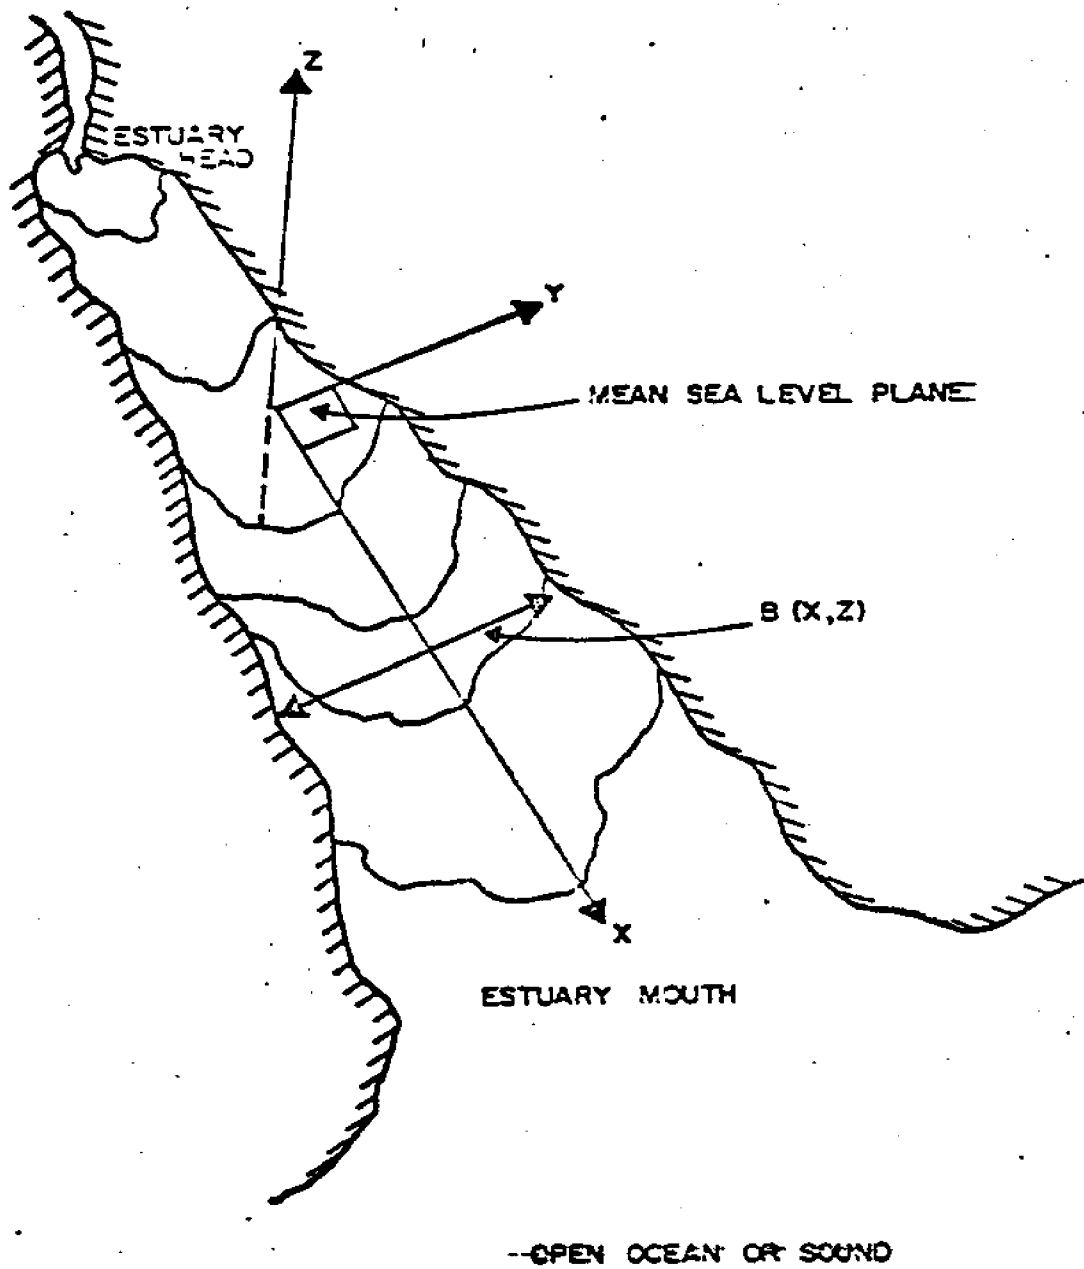 Z
ESTUARY
HEAD
Y
MEAN SEA LEVEL PLANE
B (X,Z)
X
ESTUARY MOUTH
OPEN OCEAN OR SOUND